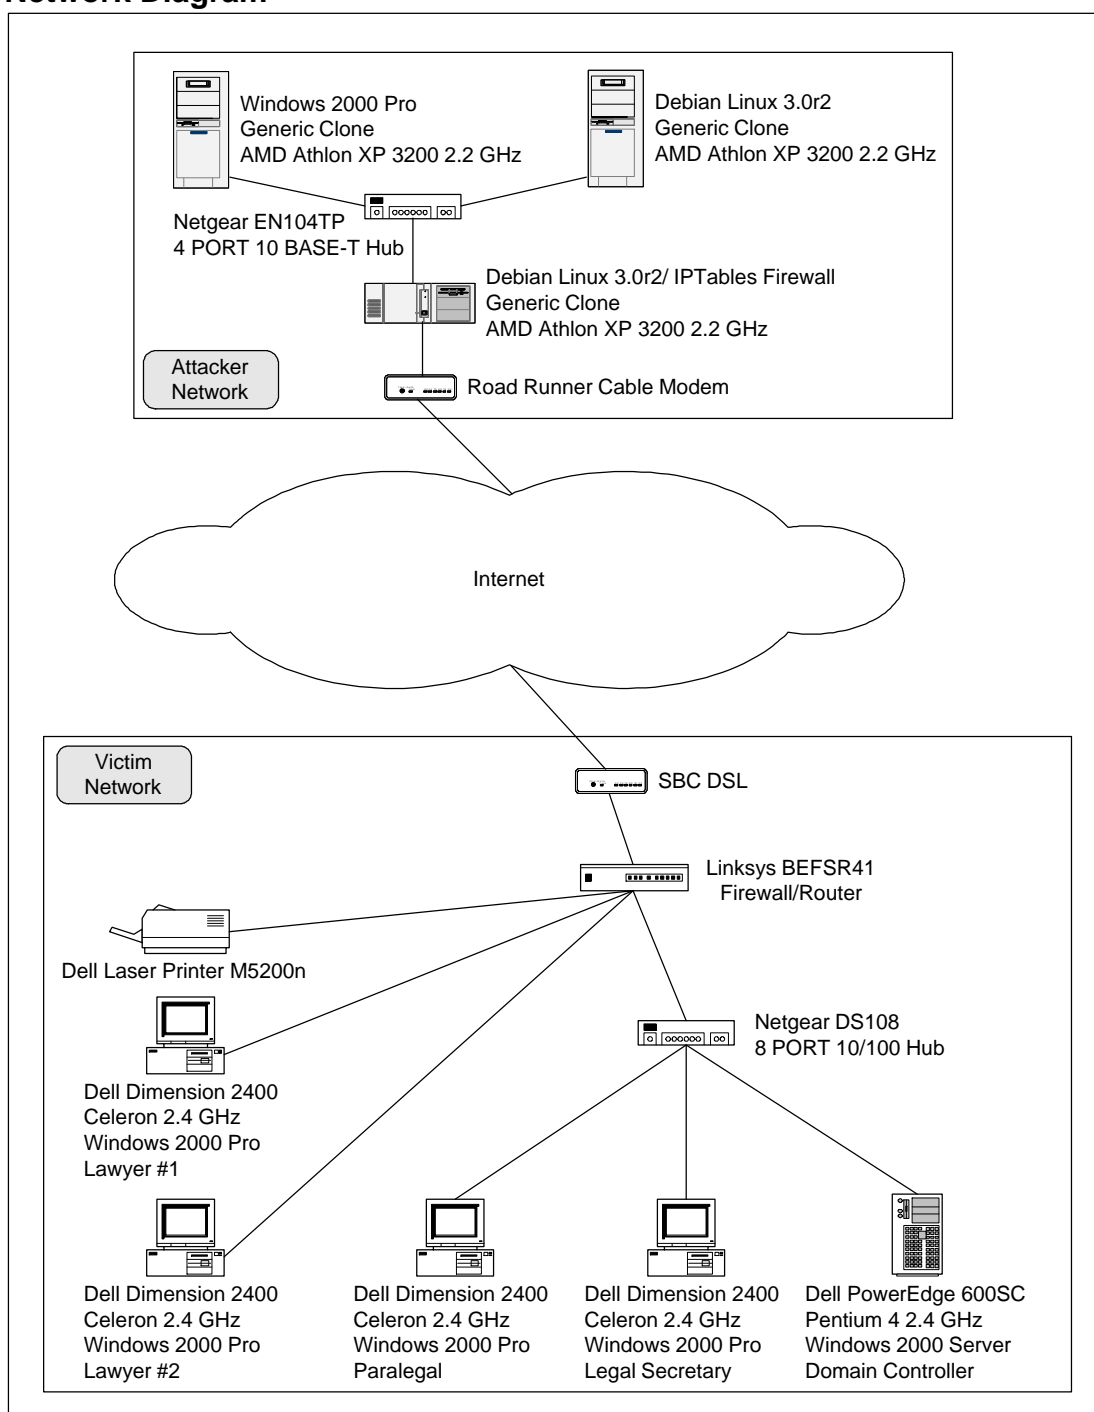 Network Diagram
Windows 2000 Pro
Generic Clone
AMD Athlon XP 3200 2.2 GHz
Debian Linux 3.0r2
Generic Clone
AMD Athlon XP 3200 2.2 GHz
Netgear EN104TP
4 PORT 10 BASE-T Hub
Debian Linux 3.0r2/ IPTables Firewall
Generic Clone
AMD Athlon XP 3200 2.2 GHz
Attacker
Network
Road Runner Cable Modem
Internet
Victim
Network
SBC DSL
Linksys BEFSR41
Firewall/Router
Dell Laser Printer M5200n
Netgear DS108
8 PORT 10/100 Hub
Dell Dimension 2400
Celeron 2.4 GHz
Windows 2000 Pro
Lawyer #1
Dell Dimension 2400
Celeron 2.4 GHz
Windows 2000 Pro
Lawyer #2
Dell Dimension 2400
Celeron 2.4 GHz
Windows 2000 Pro
Paralegal
Dell Dimension 2400
Celeron 2.4 GHz
Windows 2000 Pro
Legal Secretary
Dell PowerEdge 600SC
Pentium 4 2.4 GHz
Windows 2000 Server
Domain Controller